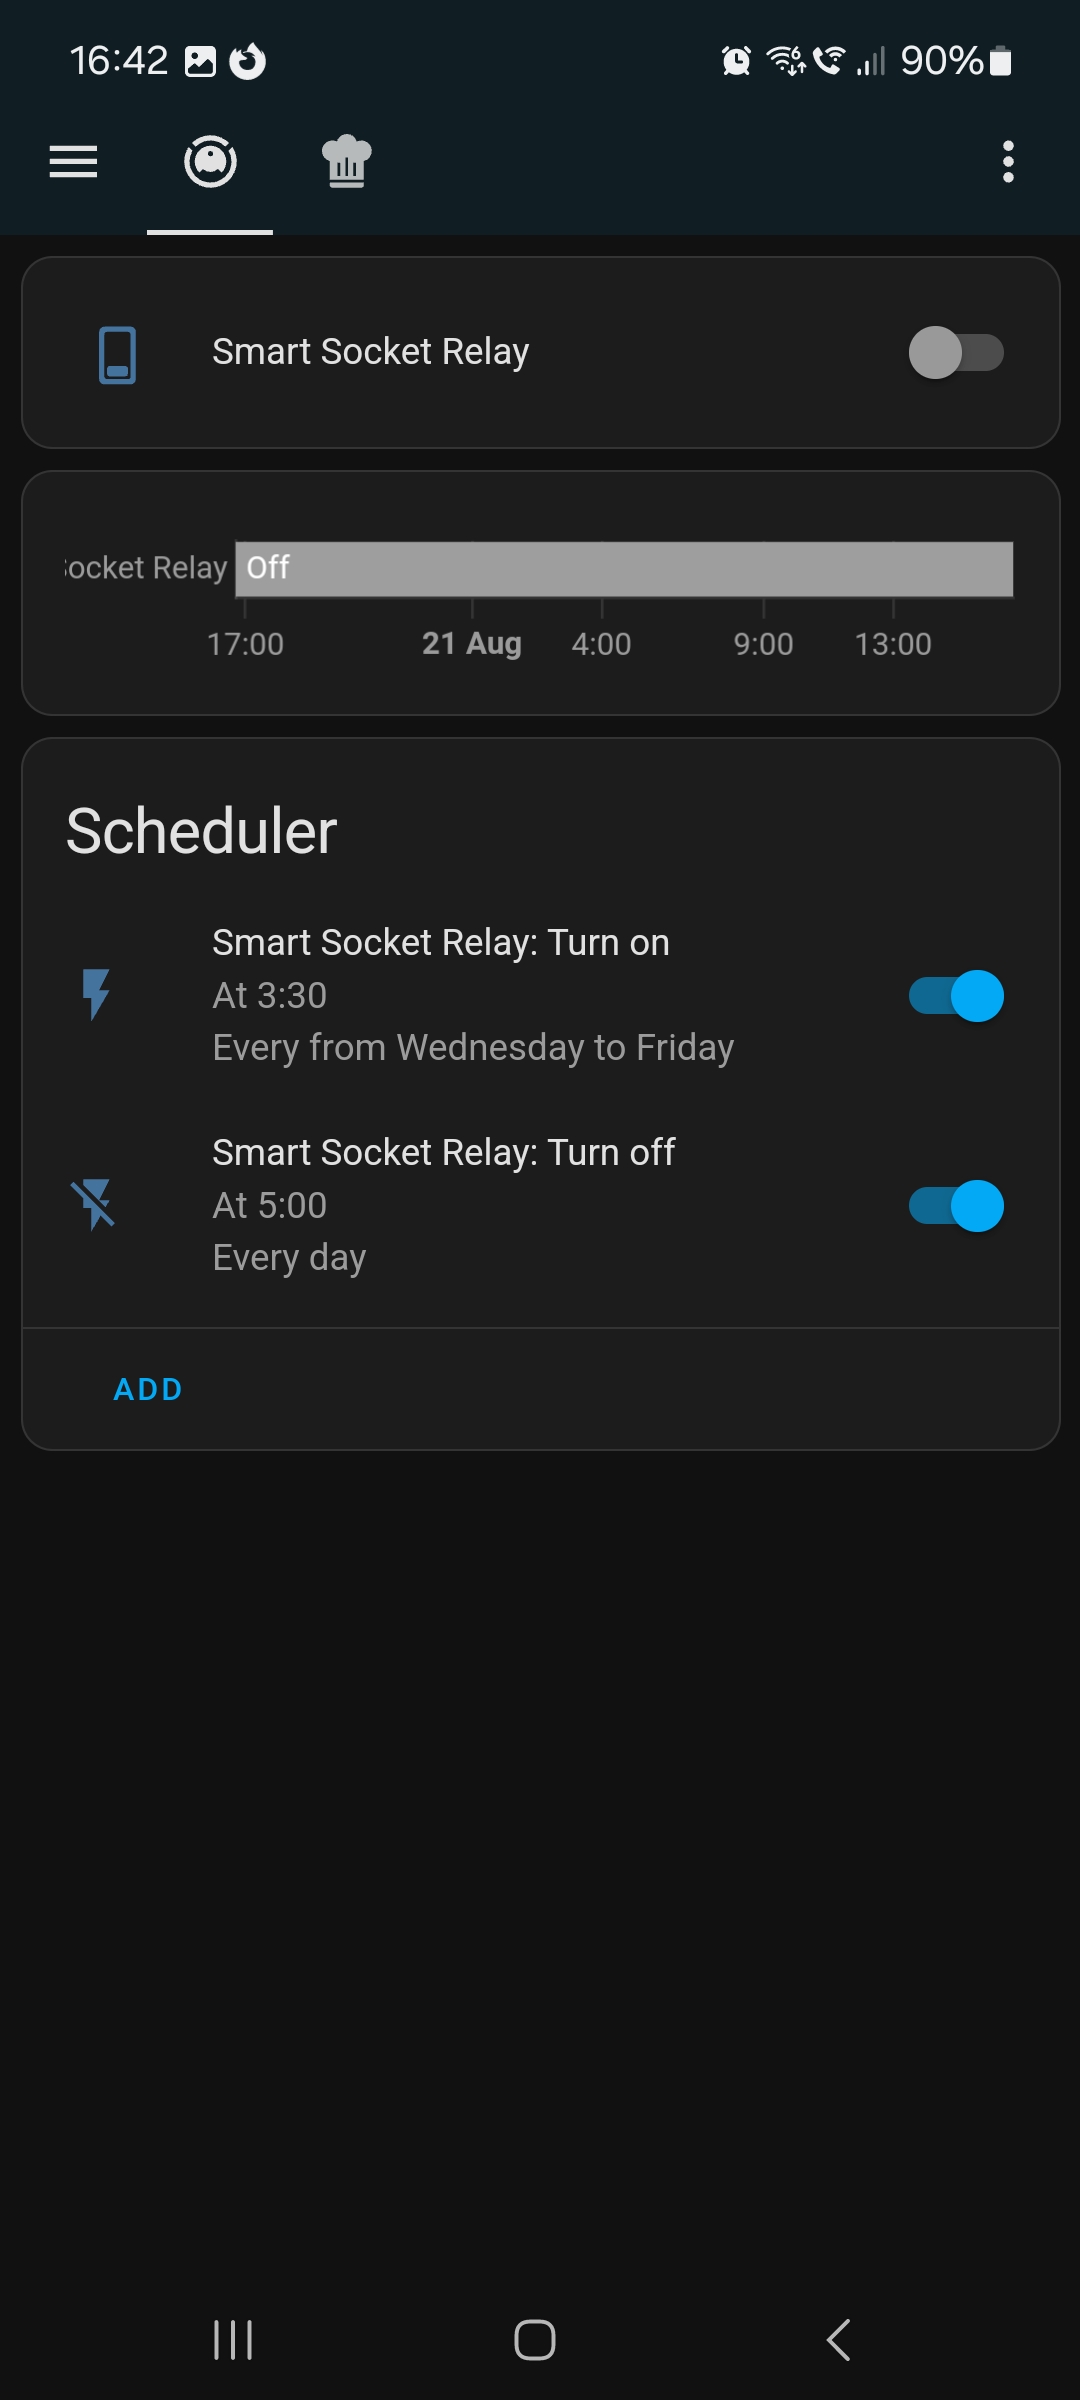 16:42
90%
Smart Socket Relay
ocket Relay Off
17:00 21 Aug 4:00 9:00 13:00
Scheduler
Smart Socket Relay: Turn on
At 3:30
Every from Wednesday to Friday
Smart Socket Relay: Turn off
At 5:00
Every day
ADD